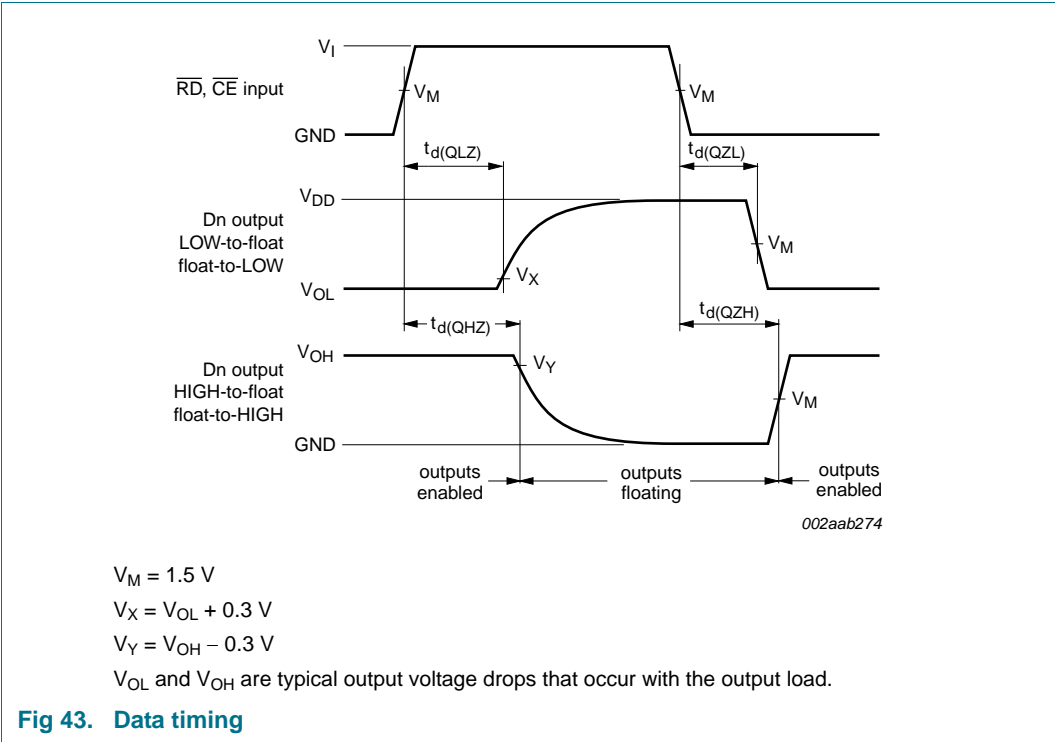 V_I
R̅D̅, C̅E̅ input
V_M
V_M
GND
t_d(QLZ)
t_d(QZL)
V_DD
Dn output
LOW-to-float
float-to-LOW
V_M
V_X
V_OL
t_d(QHZ)
t_d(QZH)
V_OH
Dn output
HIGH-to-float
float-to-HIGH
V_Y
V_M
GND
outputs
enabled
outputs
floating
outputs
enabled
002aab274
V_M = 1.5 V
V_X = V_OL + 0.3 V
V_Y = V_OH − 0.3 V
V_OL and V_OH are typical output voltage drops that occur with the output load.
Fig 43. Data timing